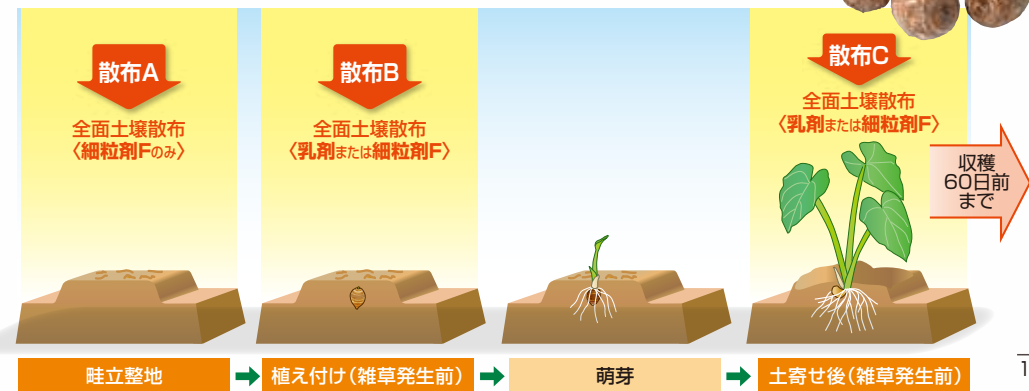 散布A
全面土壌散布
〈細粒剤Fのみ〉
散布B
全面土壌散布
〈乳剤または細粒剤F〉
散布C
全面土壌散布
〈乳剤または細粒剤F〉
収穫
60日前
まで
畦立整地
植え付け（雑草発生前）
萌芽
土寄せ後（雑草発生前）
1